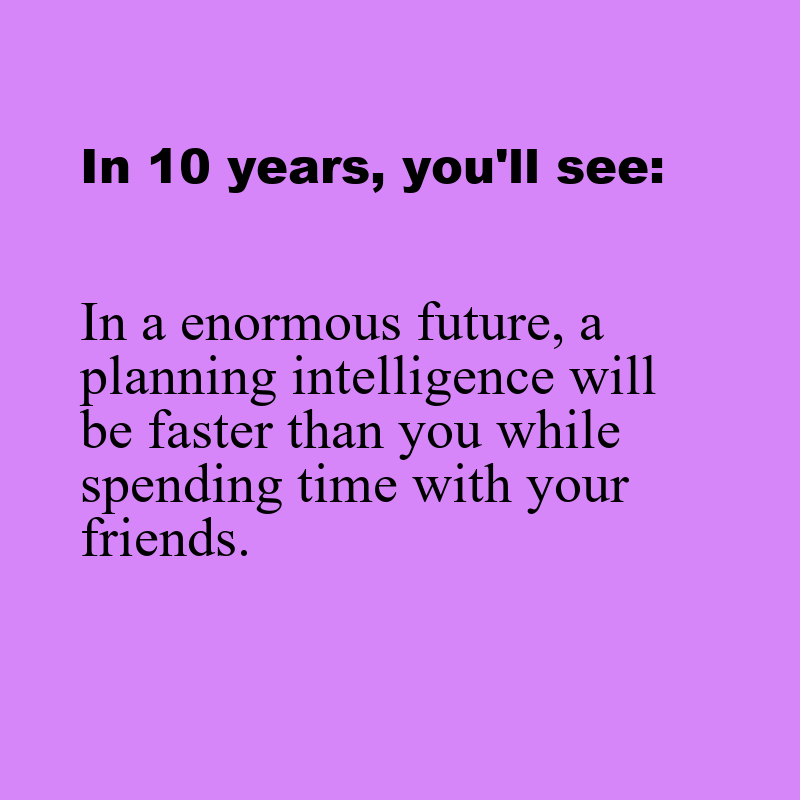 In 10 years, you'll see:
In a enormous future, a
planning intelligence will
be faster than you while
spending time with your
friends.